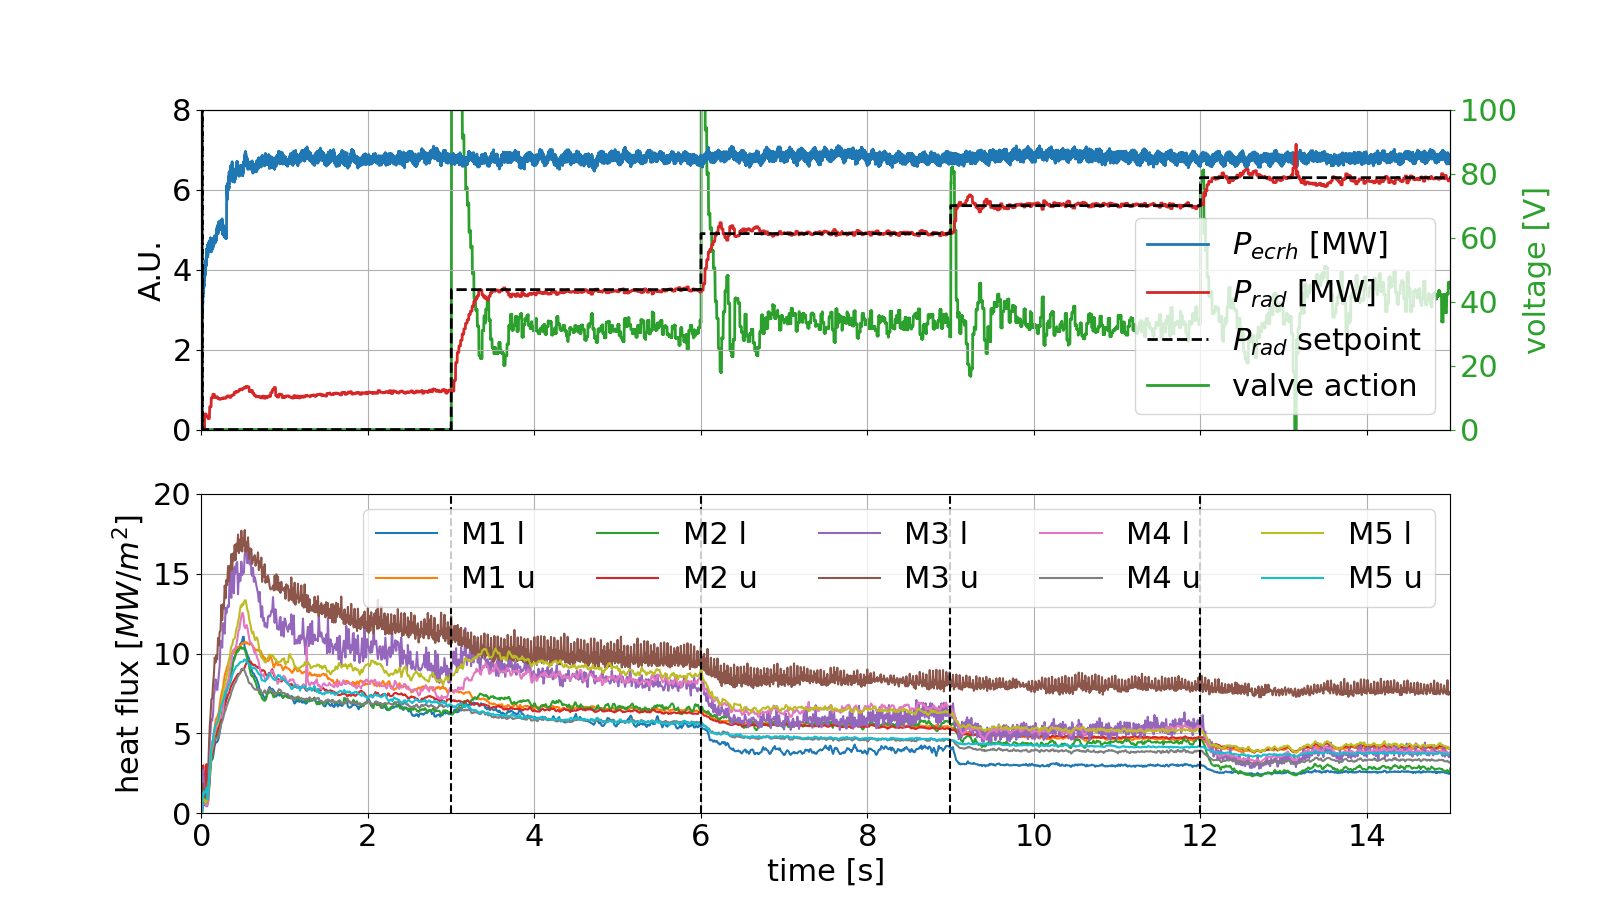 8
6
4
2
0
A.U.
100
80
60
40
20
0
voltage [V]
P_ecrh [MW]
P_rad [MW]
P_rad setpoint
valve action
20
15
10
5
0
heat flux [MW/m²]
M1 l M2 l M3 l M4 l M5 l
M1 u M2 u M3 u M4 u M5 u
0 2 4 6 8 10 12 14
time [s]